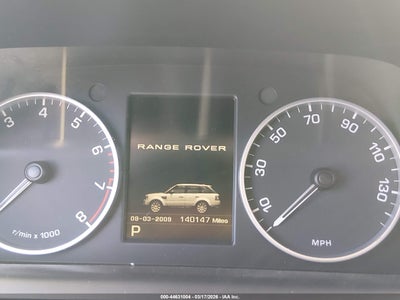 3 4 5 6 7 8
r/min x 1000
RANGE ROVER
08-03-2009 140147 Miles
P
10 30 50 70 90 110 130
MPH
000-44631004 - 03/17/2026 - IAA Inc.